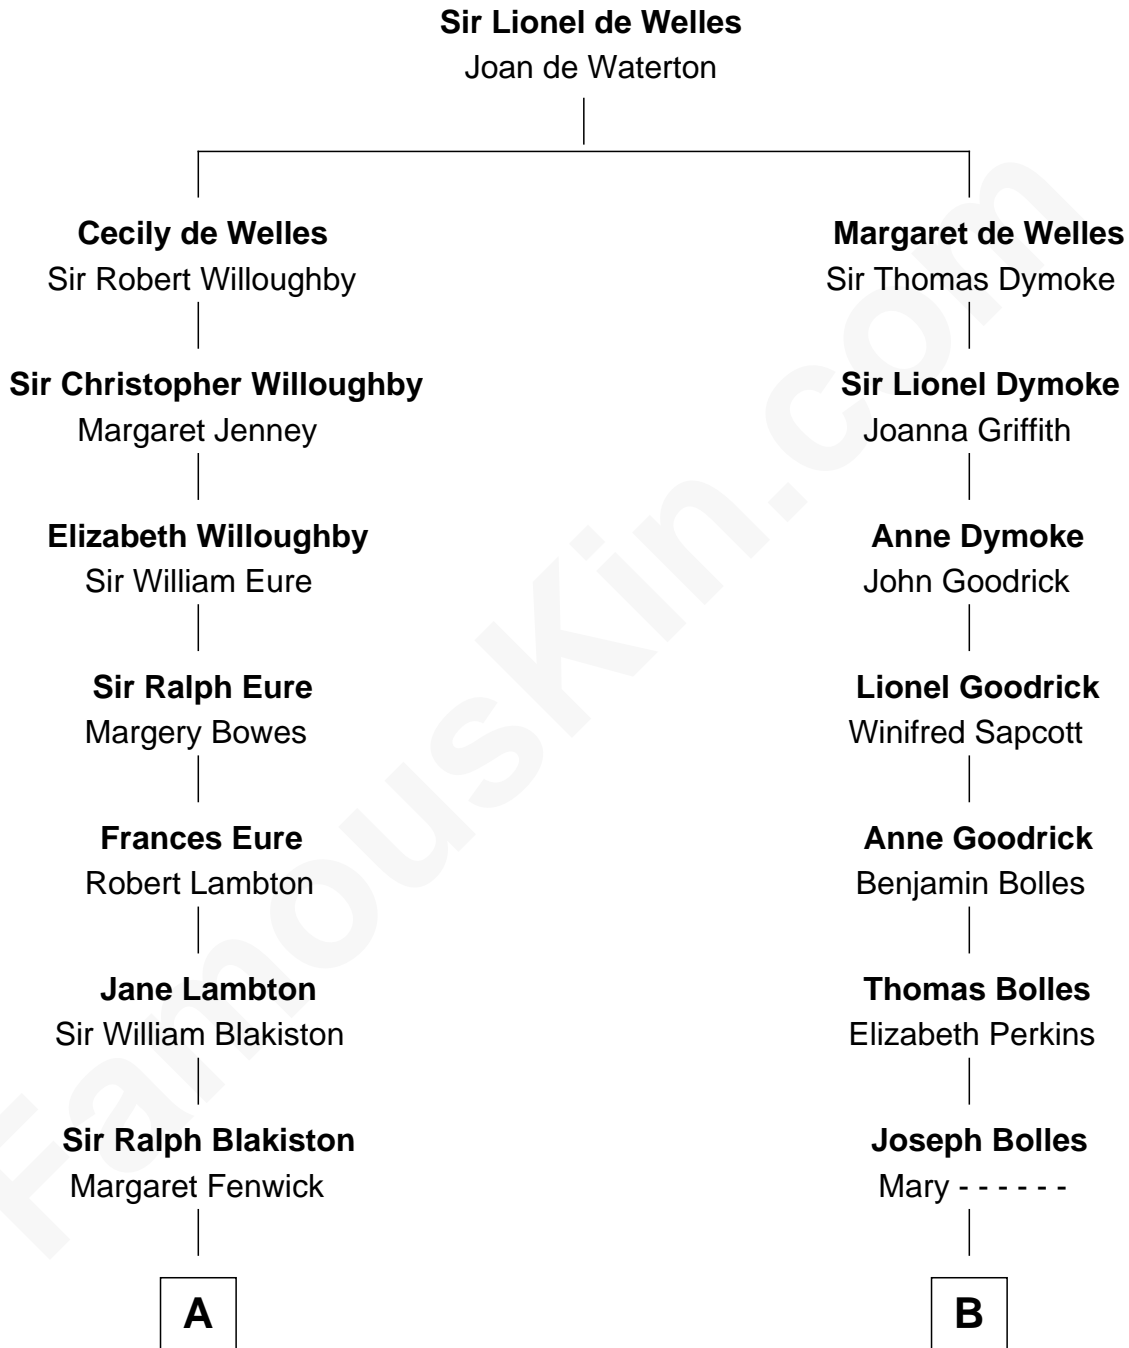 Sir Lionel de Welles
Joan de Waterton
Cecily de Welles
Sir Robert Willoughby
Margaret de Welles
Sir Thomas Dymoke
Sir Christopher Willoughby
Margaret Jenney
Sir Lionel Dymoke
Joanna Griffith
Elizabeth Willoughby
Sir William Eure
Anne Dymoke
John Goodrick
Sir Ralph Eure
Margery Bowes
Lionel Goodrick
Winifred Sapcott
Frances Eure
Robert Lambton
Anne Goodrick
Benjamin Bolles
Jane Lambton
Sir William Blakiston
Thomas Bolles
Elizabeth Perkins
Sir Ralph Blakiston
Margaret Fenwick
Joseph Bolles
Mary - - - - - -
A
B
FamousKin.com